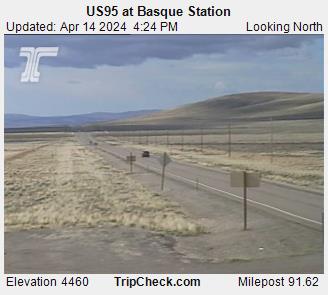 US95 at Basque Station
Updated: Apr 14 2024 4:24 PM Looking North
Elevation 4460 TripCheck.com Milepost 91.62